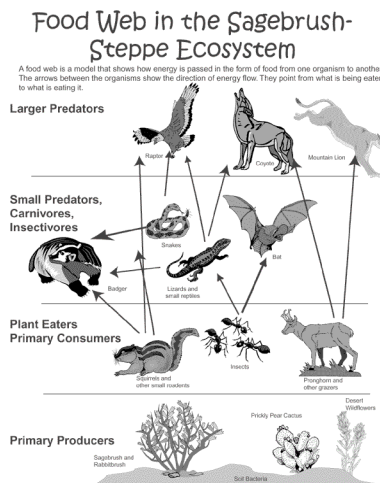 Food Web in the Sagebrush-
Steppe Ecosystem
A food web is a model that shows how energy is passed in the form of food from one organism to anothe
The arrows between the organisms show the direction of energy flow. They point from what is being eate
to what is eating it.
Larger Predators
Raptor
Coyote
Mountain Lion
Small Predators,
Carnivores,
Insectivores
Snakes
Bat
Badger
Lizards and
small reptiles
Plant Eaters
Primary Consumers
Insects
Squirrels and
other small rosdents
Pronghorn and
other grazers
Desert
Wildflowers
Prickly Pear Cactus
Primary Producers
Sagebrush and
Rabbitbrush
Soil Bacteria